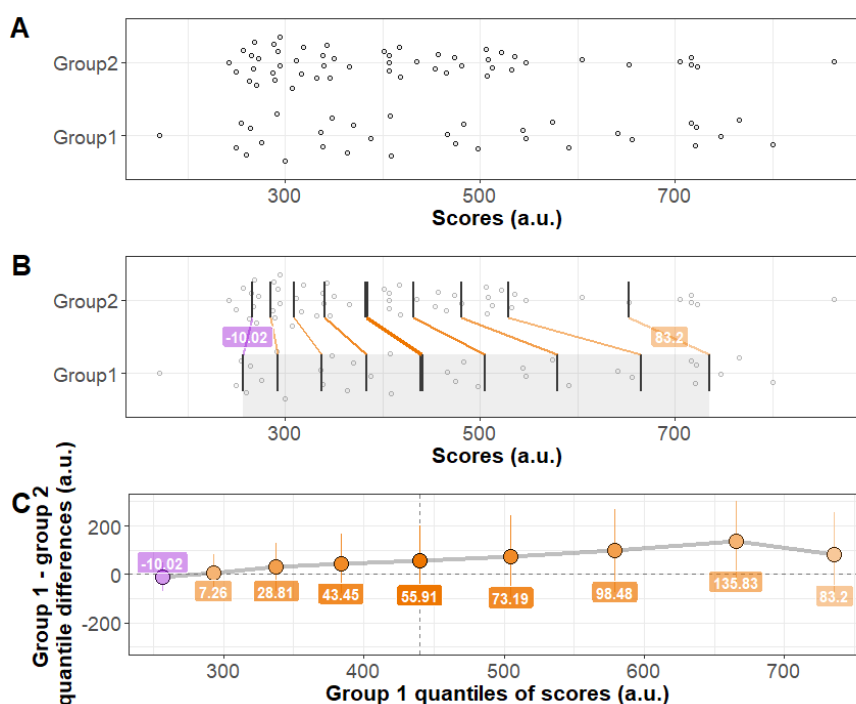 A
Group2
Group1
300
500
700
Scores (a.u.)
B
Group2
-10.02
83.2
Group1
300
500
700
Scores (a.u.)
C
Group 1 - group 2
quantile differences (a.u.)
200
0
-200
-10.02
7.26
28.81
43.45
55.91
73.19
98.48
135.83
83.2
300
400
500
600
700
Group 1 quantiles of scores (a.u.)